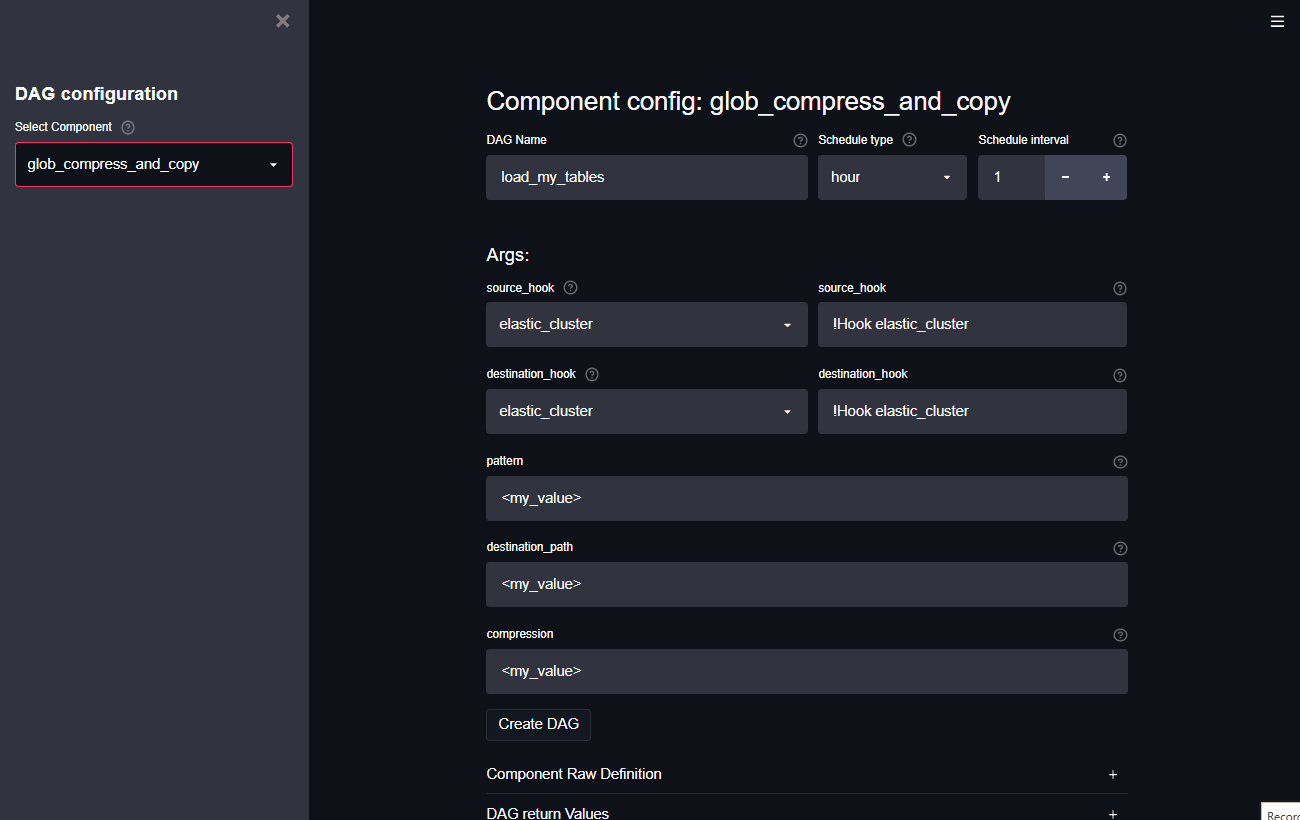 DAG configuration
Select Component
glob_compress_and_copy
Component config: glob_compress_and_copy
DAG Name Schedule type Schedule interval
load_my_tables hour 1 - +
Args:
source_hook source_hook
elastic_cluster !Hook elastic_cluster
destination_hook destination_hook
elastic_cluster !Hook elastic_cluster
pattern
<my_value>
destination_path
<my_value>
compression
<my_value>
Create DAG
Component Raw Definition +
DAG return Values +